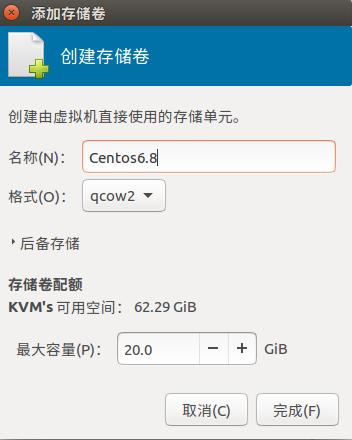 添加存储卷
创建存储卷
创建由虚拟机直接使用的存储单元。
名称(N)： Centos6.8
格式(O)： qcow2
后备存储
存储卷配额
KVM's 可用空间： 62.29 GiB
最大容量(P)： 20.0 − + GiB
取消(C) 完成(F)